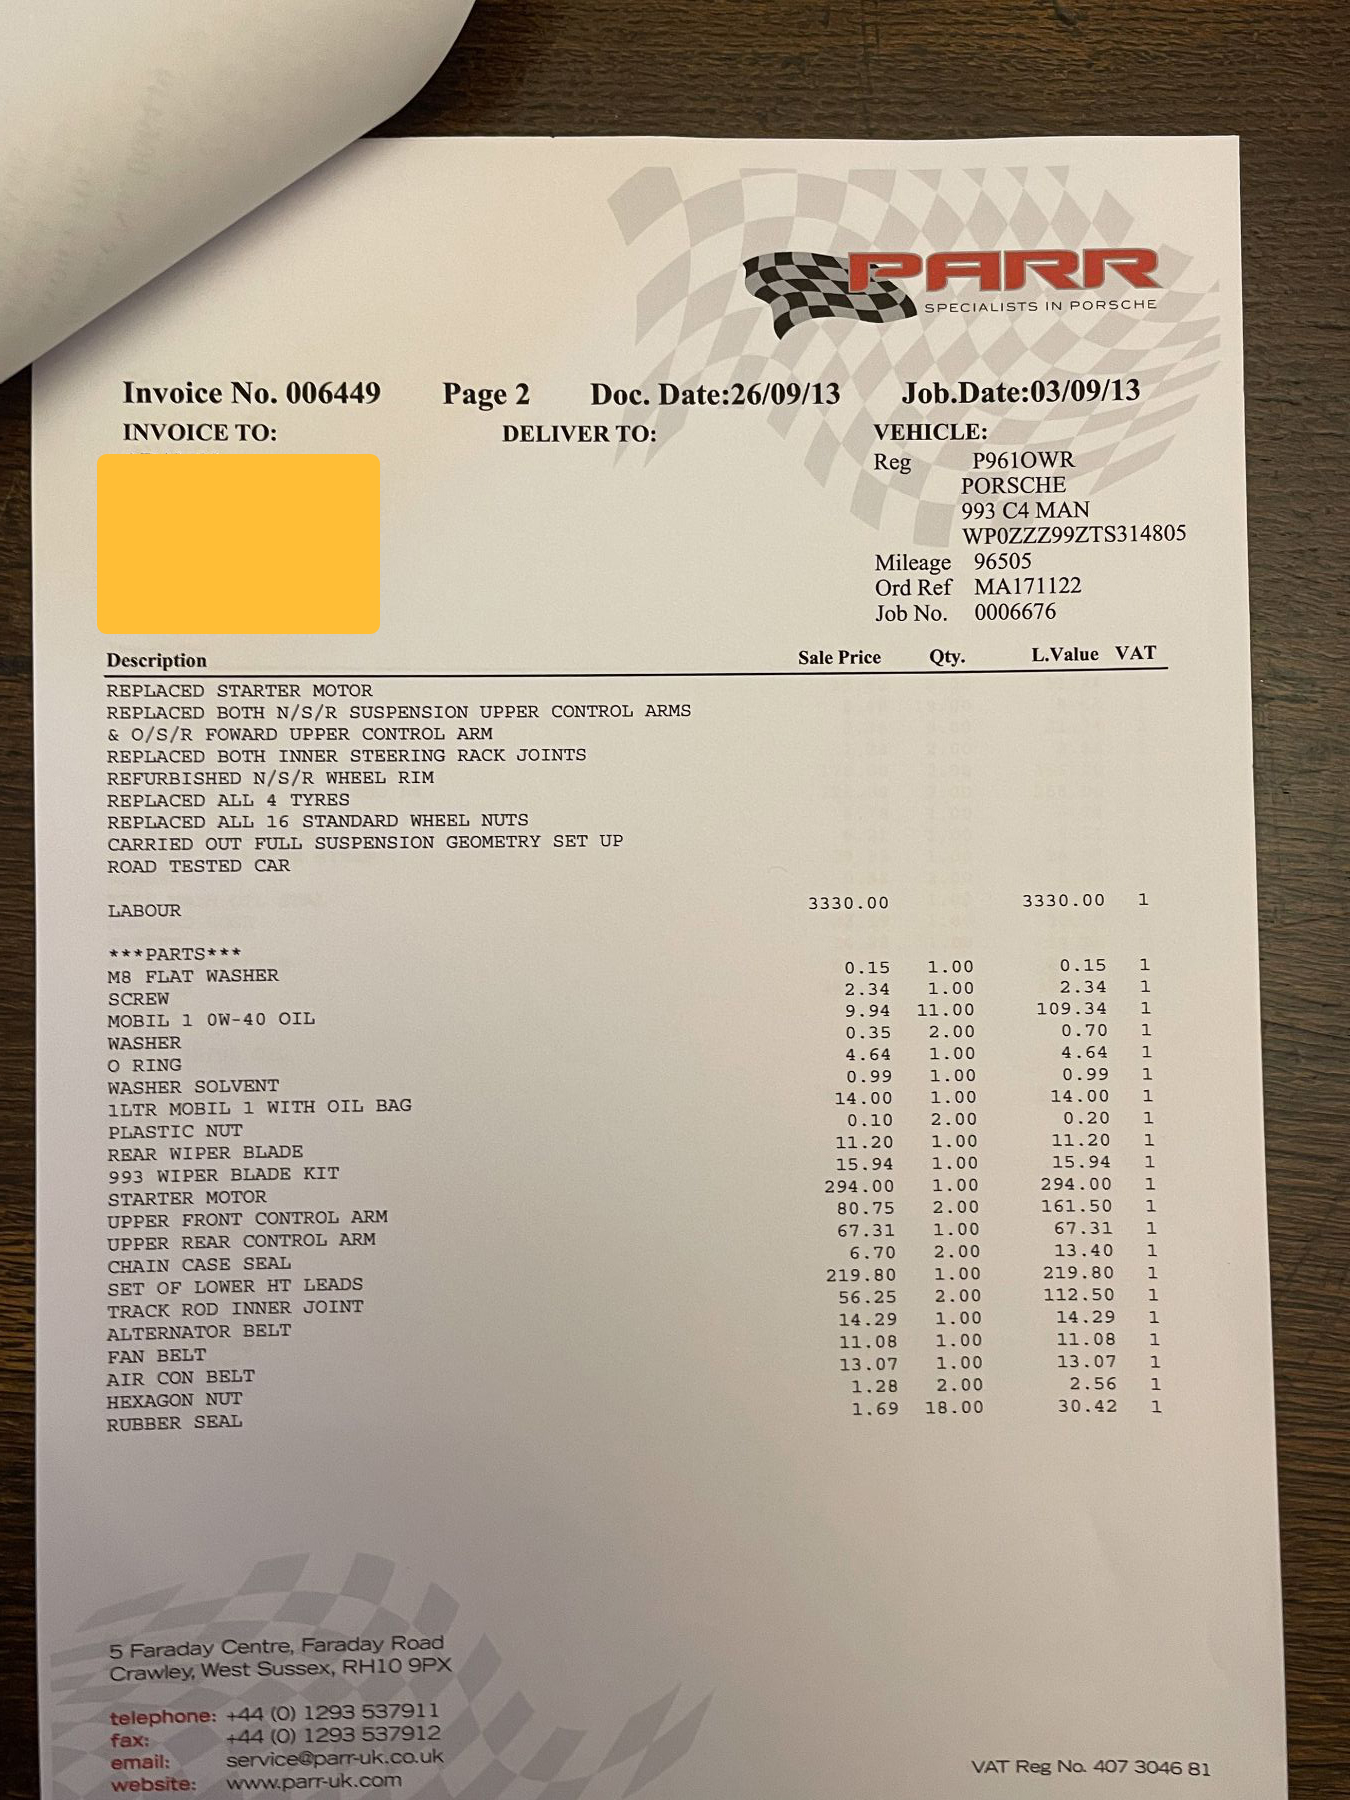 PARR
SPECIALISTS IN PORSCHE
Invoice No. 006449 Page 2 Doc. Date:26/09/13 Job.Date:03/09/13
INVOICE TO: DELIVER TO: VEHICLE:
Reg P961OWR
PORSCHE
993 C4 MAN
WP0ZZZ99ZTS314805
Mileage 96505
Ord Ref MA171122
Job No. 0006676
Description Sale Price Qty. L.Value VAT
REPLACED STARTER MOTOR
REPLACED BOTH N/S/R SUSPENSION UPPER CONTROL ARMS
& O/S/R FOWARD UPPER CONTROL ARM
REPLACED BOTH INNER STEERING RACK JOINTS
REFURBISHED N/S/R WHEEL RIM
REPLACED ALL 4 TYRES
REPLACED ALL 16 STANDARD WHEEL NUTS
CARRIED OUT FULL SUSPENSION GEOMETRY SET UP
ROAD TESTED CAR
LABOUR 3330.00 3330.00 1
***PARTS***
M8 FLAT WASHER 0.15 1.00 0.15 1
SCREW 2.34 1.00 2.34 1
MOBIL 1 0W-40 OIL 9.94 11.00 109.34 1
WASHER 0.35 2.00 0.70 1
O RING 4.64 1.00 4.64 1
WASHER SOLVENT 0.99 1.00 0.99 1
1LTR MOBIL 1 WITH OIL BAG 14.00 1.00 14.00 1
PLASTIC NUT 0.10 2.00 0.20 1
REAR WIPER BLADE 11.20 1.00 11.20 1
993 WIPER BLADE KIT 15.94 1.00 15.94 1
STARTER MOTOR 294.00 1.00 294.00 1
UPPER FRONT CONTROL ARM 80.75 2.00 161.50 1
UPPER REAR CONTROL ARM 67.31 1.00 67.31 1
CHAIN CASE SEAL 6.70 2.00 13.40 1
SET OF LOWER HT LEADS 219.80 1.00 219.80 1
TRACK ROD INNER JOINT 56.25 2.00 112.50 1
ALTERNATOR BELT 14.29 1.00 14.29 1
FAN BELT 11.08 1.00 11.08 1
AIR CON BELT 13.07 1.00 13.07 1
HEXAGON NUT 1.28 2.00 2.56 1
RUBBER SEAL 1.69 18.00 30.42 1
5 Faraday Centre, Faraday Road
Crawley, West Sussex, RH10 9PX
telephone: +44 (0) 1293 537911
fax: +44 (0) 1293 537912
email: service@parr-uk.co.uk
website: www.parr-uk.com
VAT Reg No. 407 3046 81